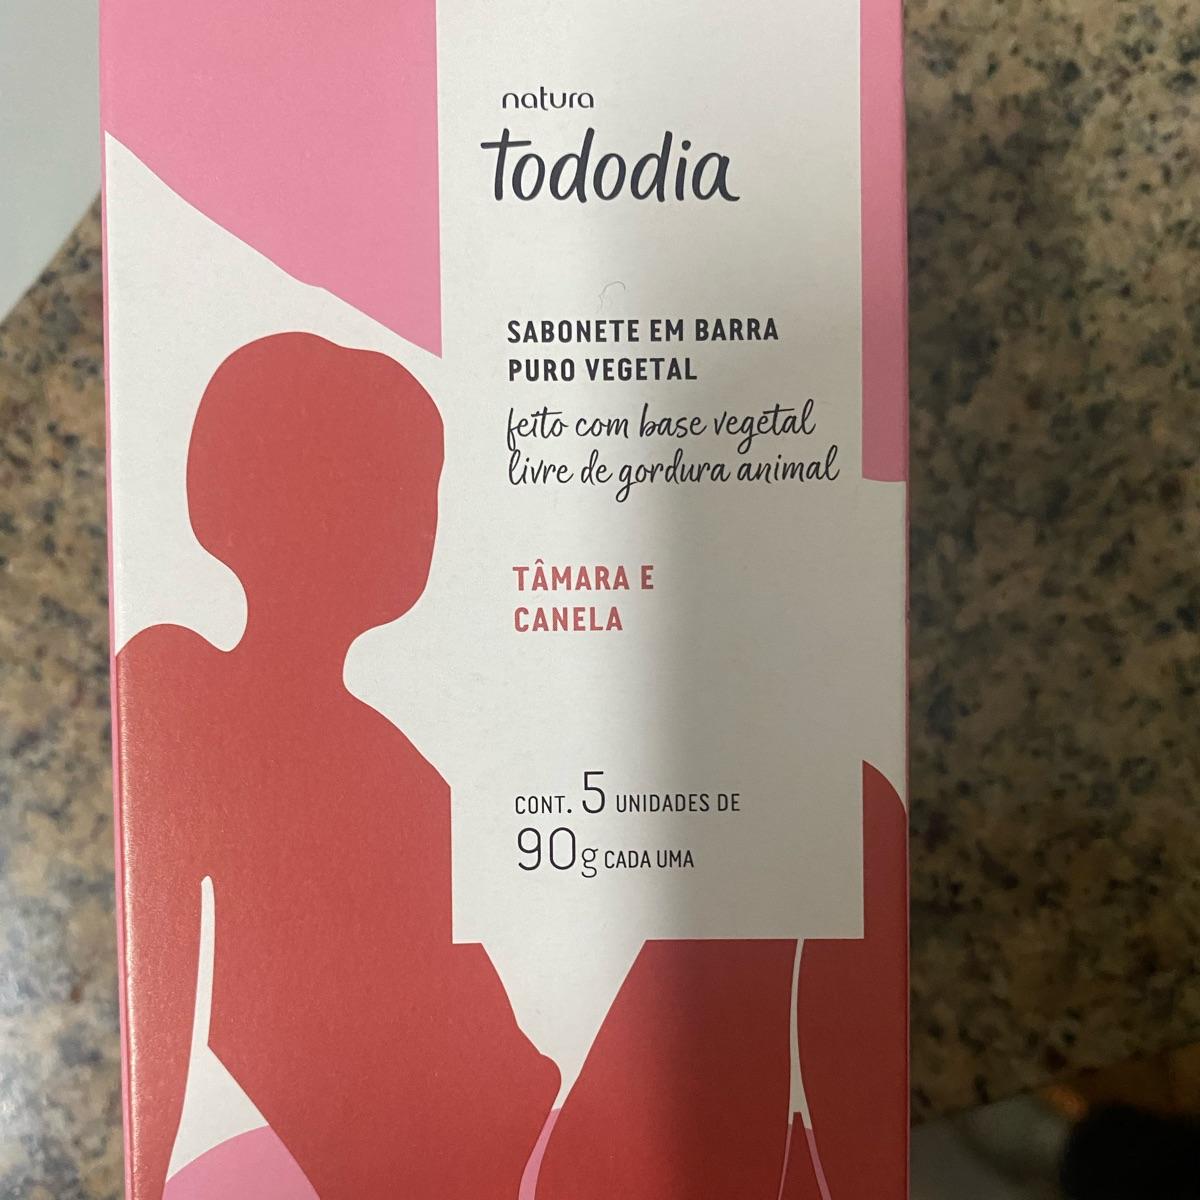 natura
tododia
SABONETE EM BARRA
PURO VEGETAL
feito com base vegetal
livre de gordura animal
TÂMARA E
CANELA
CONT. 5 UNIDADES DE
90g CADA UMA